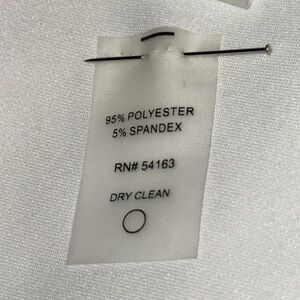 95% POLYESTER
5% SPANDEX
RN# 54163
DRY CLEAN